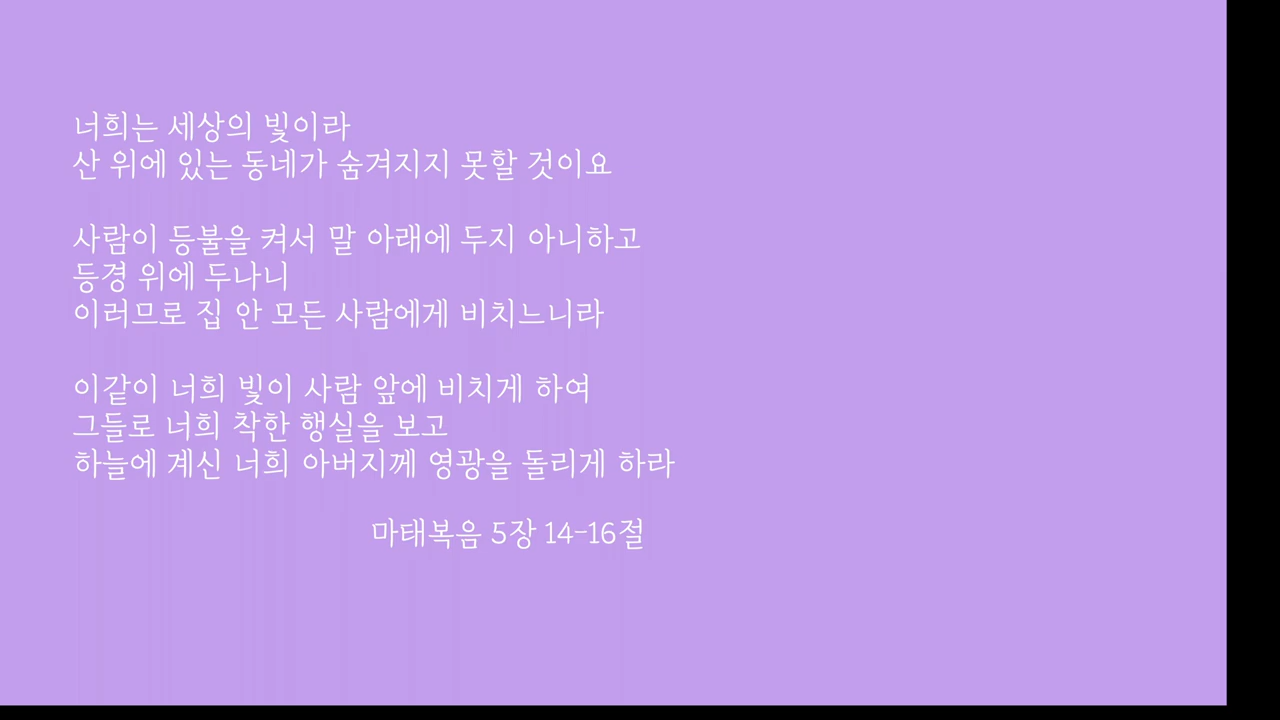 너희는 세상의 빛이라
산 위에 있는 동네가 숨겨지지 못할 것이요
사람이 등불을 켜서 말 아래에 두지 아니하고
등경 위에 두나니
이러므로 집 안 모든 사람에게 비치느니라
이같이 너희 빛이 사람 앞에 비치게 하여
그들로 너희 착한 행실을 보고
하늘에 계신 너희 아버지께 영광을 돌리게 하라
마태복음 5장 14-16절